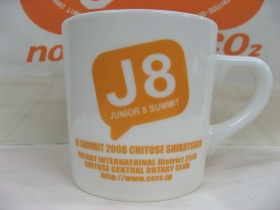 no
CO2
J8
JUNIOR 8 SUMMIT
J8 SUMMIT 2008 CHITOSE SHIKOTSUKO
ROTARY INTERNATOINAL District 2510
CHITOSE CENTRAL ROTARY CLUB
http://www.ccrc.jp